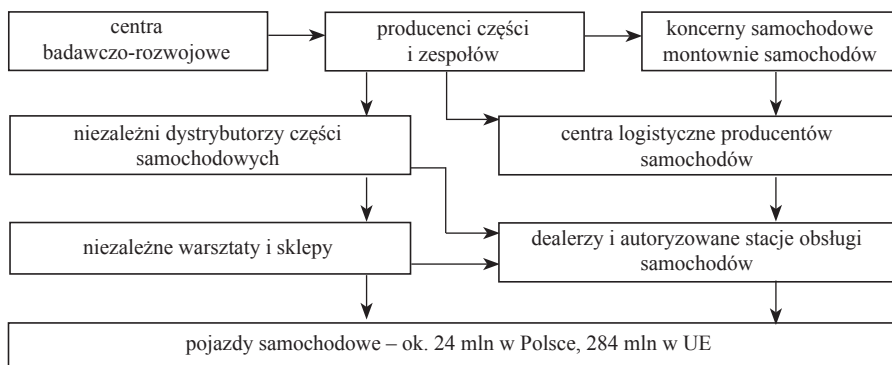 centra
badawczo-rozwojowe
producenci części
i zespołów
koncerny samochodowe
montownie samochodów
niezależni dystrybutorzy części
samochodowych
centra logistyczne producentów
samochodów
niezależne warsztaty i sklepy
dealerzy i autoryzowane stacje obsługi
samochodów
pojazdy samochodowe – ok. 24 mln w Polsce, 284 mln w UE